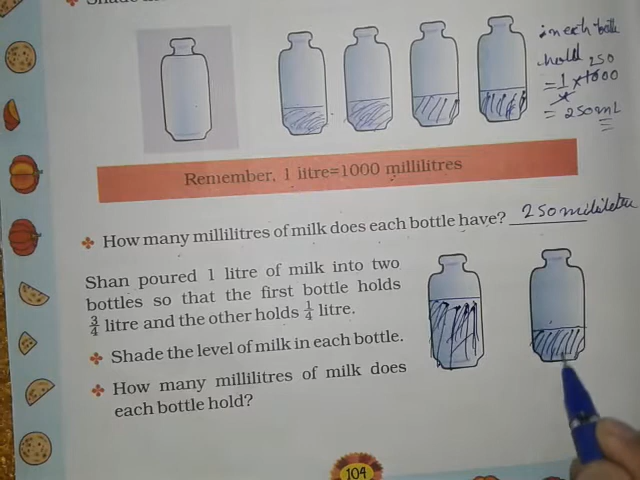 in each bottle
hold 250
= 1 × 1000
4
= 250 mL
Remember, 1 litre=1000 millilitres
How many millilitres of milk does each bottle have? 250 mililetre
Shan poured 1 litre of milk into two
bottles so that the first bottle holds
3/4 litre and the other holds 1/4 litre.
Shade the level of milk in each bottle.
How many millilitres of milk does
each bottle hold?
104